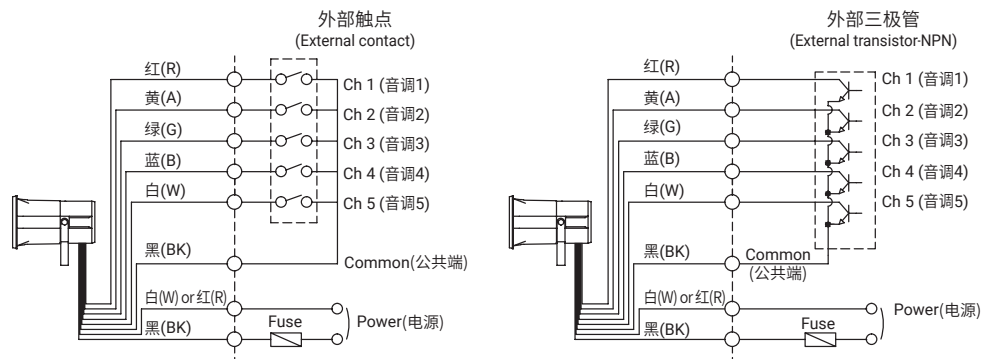 外部触点
(External contact)
红(R)
Ch 1 (音调1)
黄(A)
Ch 2 (音调2)
绿(G)
Ch 3 (音调3)
蓝(B)
Ch 4 (音调4)
白(W)
Ch 5 (音调5)
黑(BK)
Common(公共端)
白(W) or 红(R)
Power(电源)
黑(BK)
Fuse
外部三极管
(External transistor-NPN)
红(R)
Ch 1 (音调1)
黄(A)
Ch 2 (音调2)
绿(G)
Ch 3 (音调3)
蓝(B)
Ch 4 (音调4)
白(W)
Ch 5 (音调5)
黑(BK)
Common
(公共端)
白(W) or 红(R)
Power(电源)
黑(BK)
Fuse